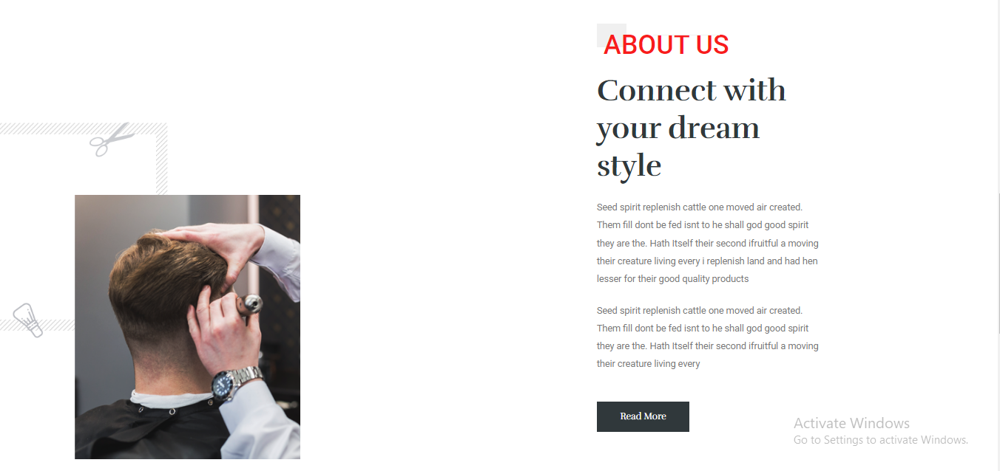 ABOUT US
Connect with
your dream
style
Seed spirit replenish cattle one moved air created.
Them fill dont be fed isnt to he shall god good spirit
they are the. Hath Itself their second ifruitful a moving
their creature living every i replenish land and had hen
lesser for their good quality products
Seed spirit replenish cattle one moved air created.
Them fill dont be fed isnt to he shall god good spirit
they are the. Hath Itself their second ifruitful a moving
their creature living every
Read More
Activate Windows
Go to Settings to activate Windows.